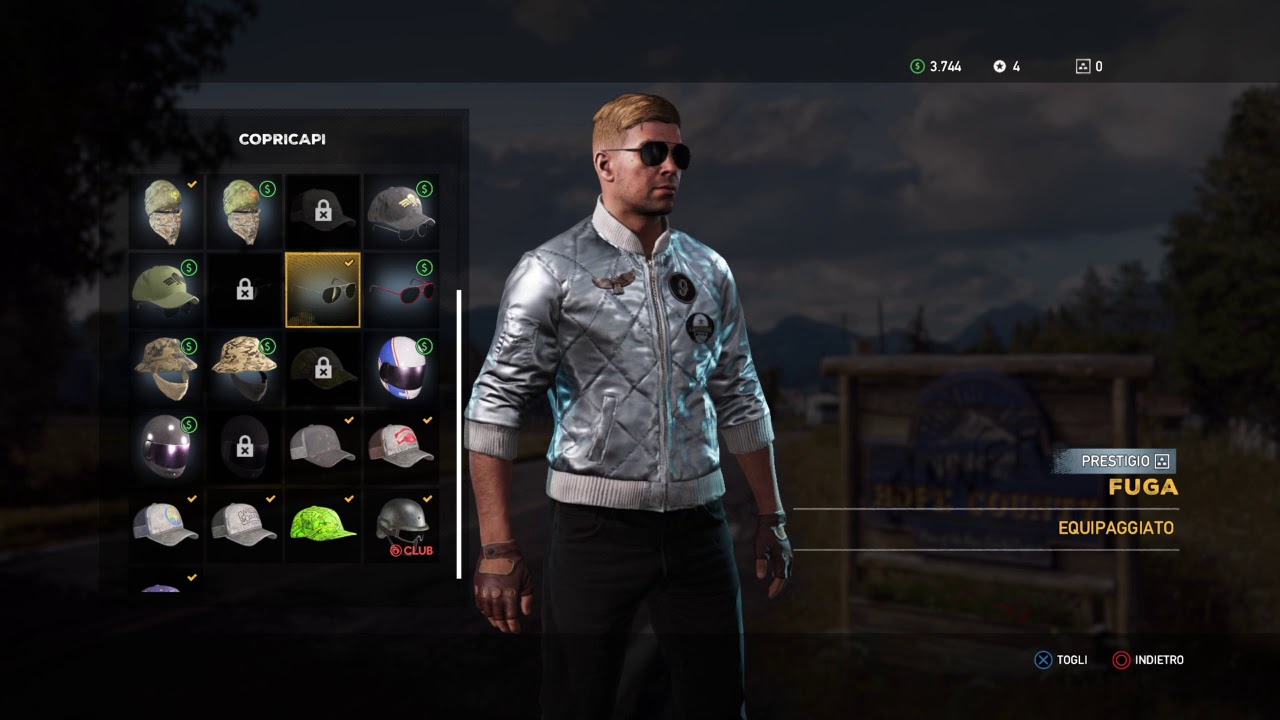 3.744
4
0
COPRICAPI
PRESTIGIO
FUGA
EQUIPAGGIATO
CLUB
TOGLI
INDIETRO